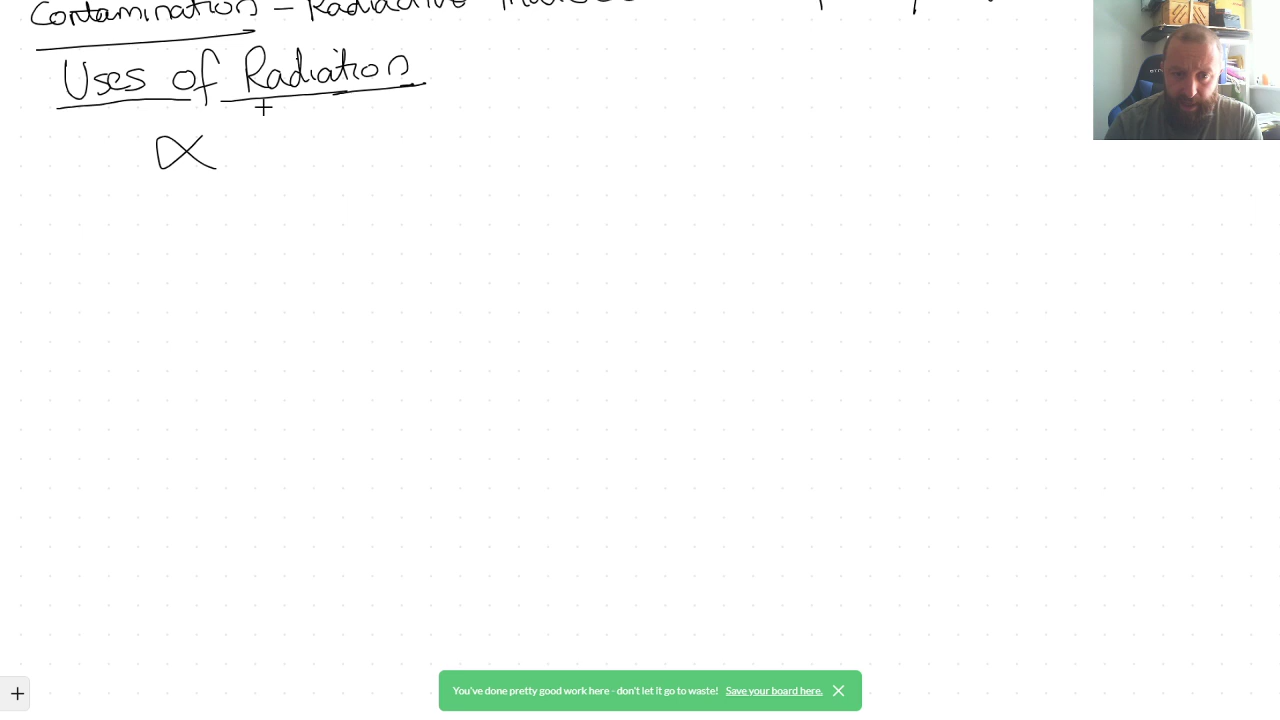 Contamination - Radiactive
Uses of Radiation
∝
You've done pretty good work here - don't let it go to waste! Save your board here.